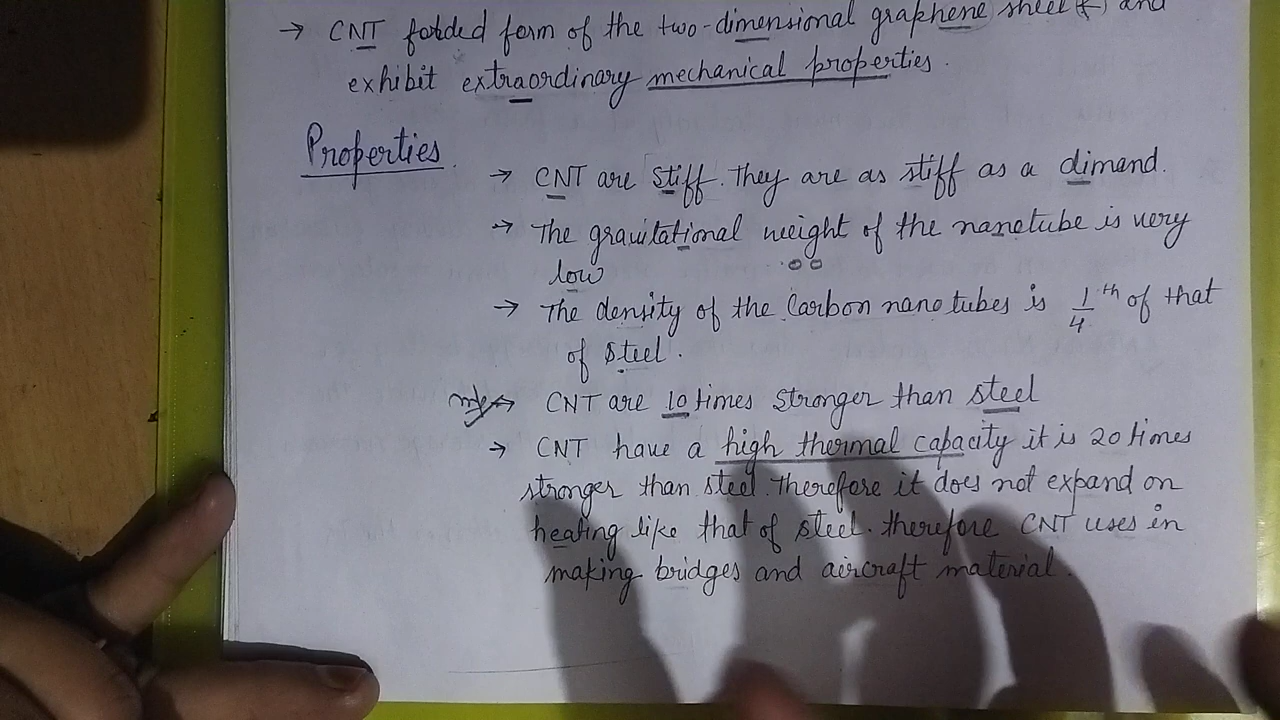 → CNT folded form of the two-dimensional graphene sheet and
exhibit extraordinary mechanical properties.
Properties
→ CNT are stiff. They are as stiff as a dimand.
→ The gravitational weight of the nanotube is very
low
→ The density of the Carbon nanotubes is 1/4 th of that
of steel.
→ CNT are 10 times stronger than steel
→ CNT have a high thermal capacity it is 20 times
stronger than steel. Therefore it does not expand on
heating like that of steel. therefore CNT uses in
making bridges and aircraft material.